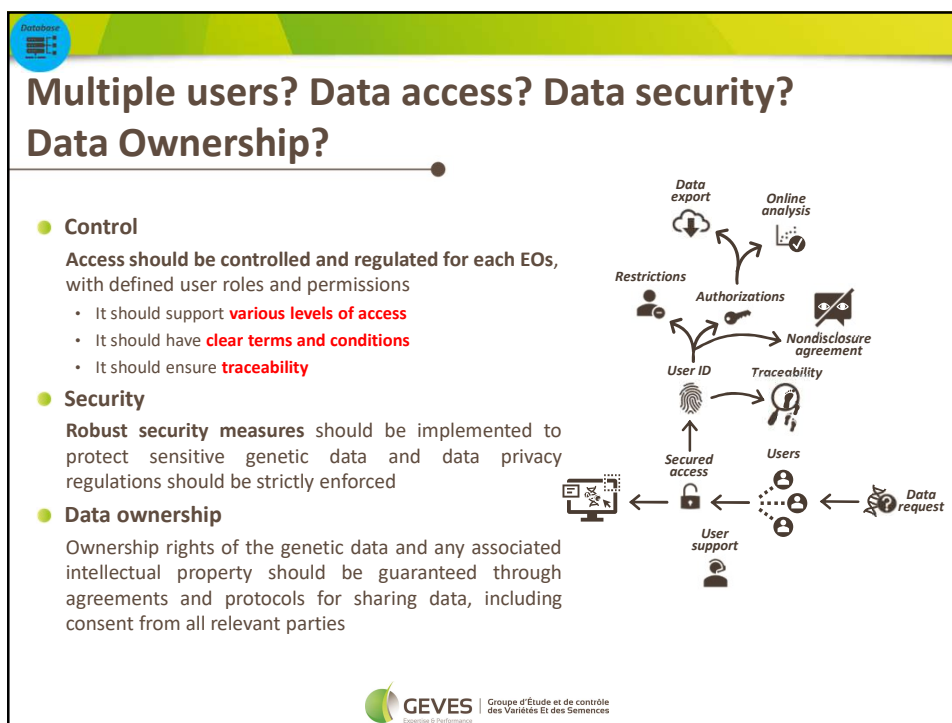 Database
Multiple users? Data access? Data security?
Data Ownership?
Control
Access should be controlled and regulated for each EOs,
with defined user roles and permissions
• It should support various levels of access
• It should have clear terms and conditions
• It should ensure traceability
Security
Robust security measures should be implemented to
protect sensitive genetic data and data privacy
regulations should be strictly enforced
Data ownership
Ownership rights of the genetic data and any associated
intellectual property should be guaranteed through
agreements and protocols for sharing data, including
consent from all relevant parties
Data
export
Online
analysis
Restrictions
Authorizations
Nondisclosure
agreement
User ID
Traceability
Secured
access
Users
Data
request
User
support
GEVES
Expertise & Performance
Groupe d'Étude et de contrôle
des Variétés Et des Semences